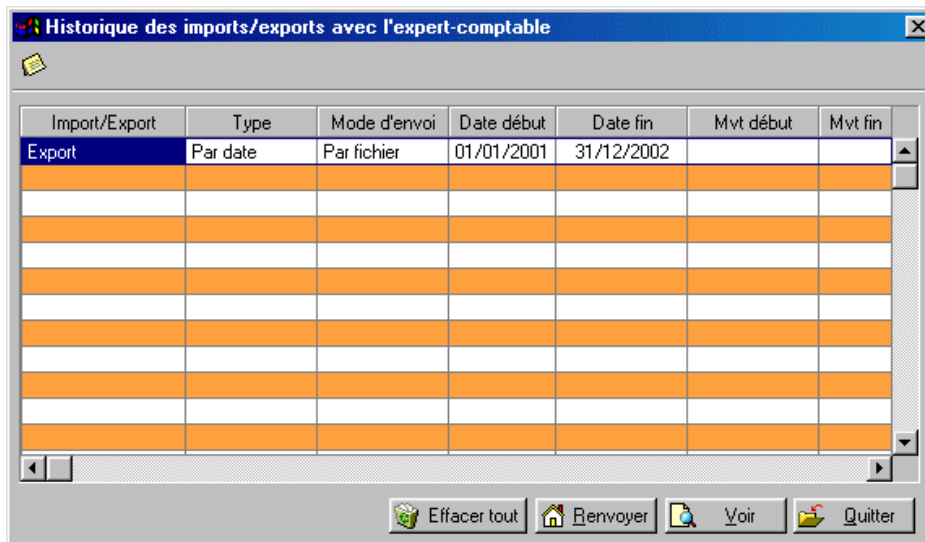 Historique des imports/exports avec l'expert-comptable
Import/Export Type Mode d'envoi Date début Date fin Mvt début Mvt fin
Export Par date Par fichier 01/01/2001 31/12/2002
Effacer tout Renvoyer Voir Quitter